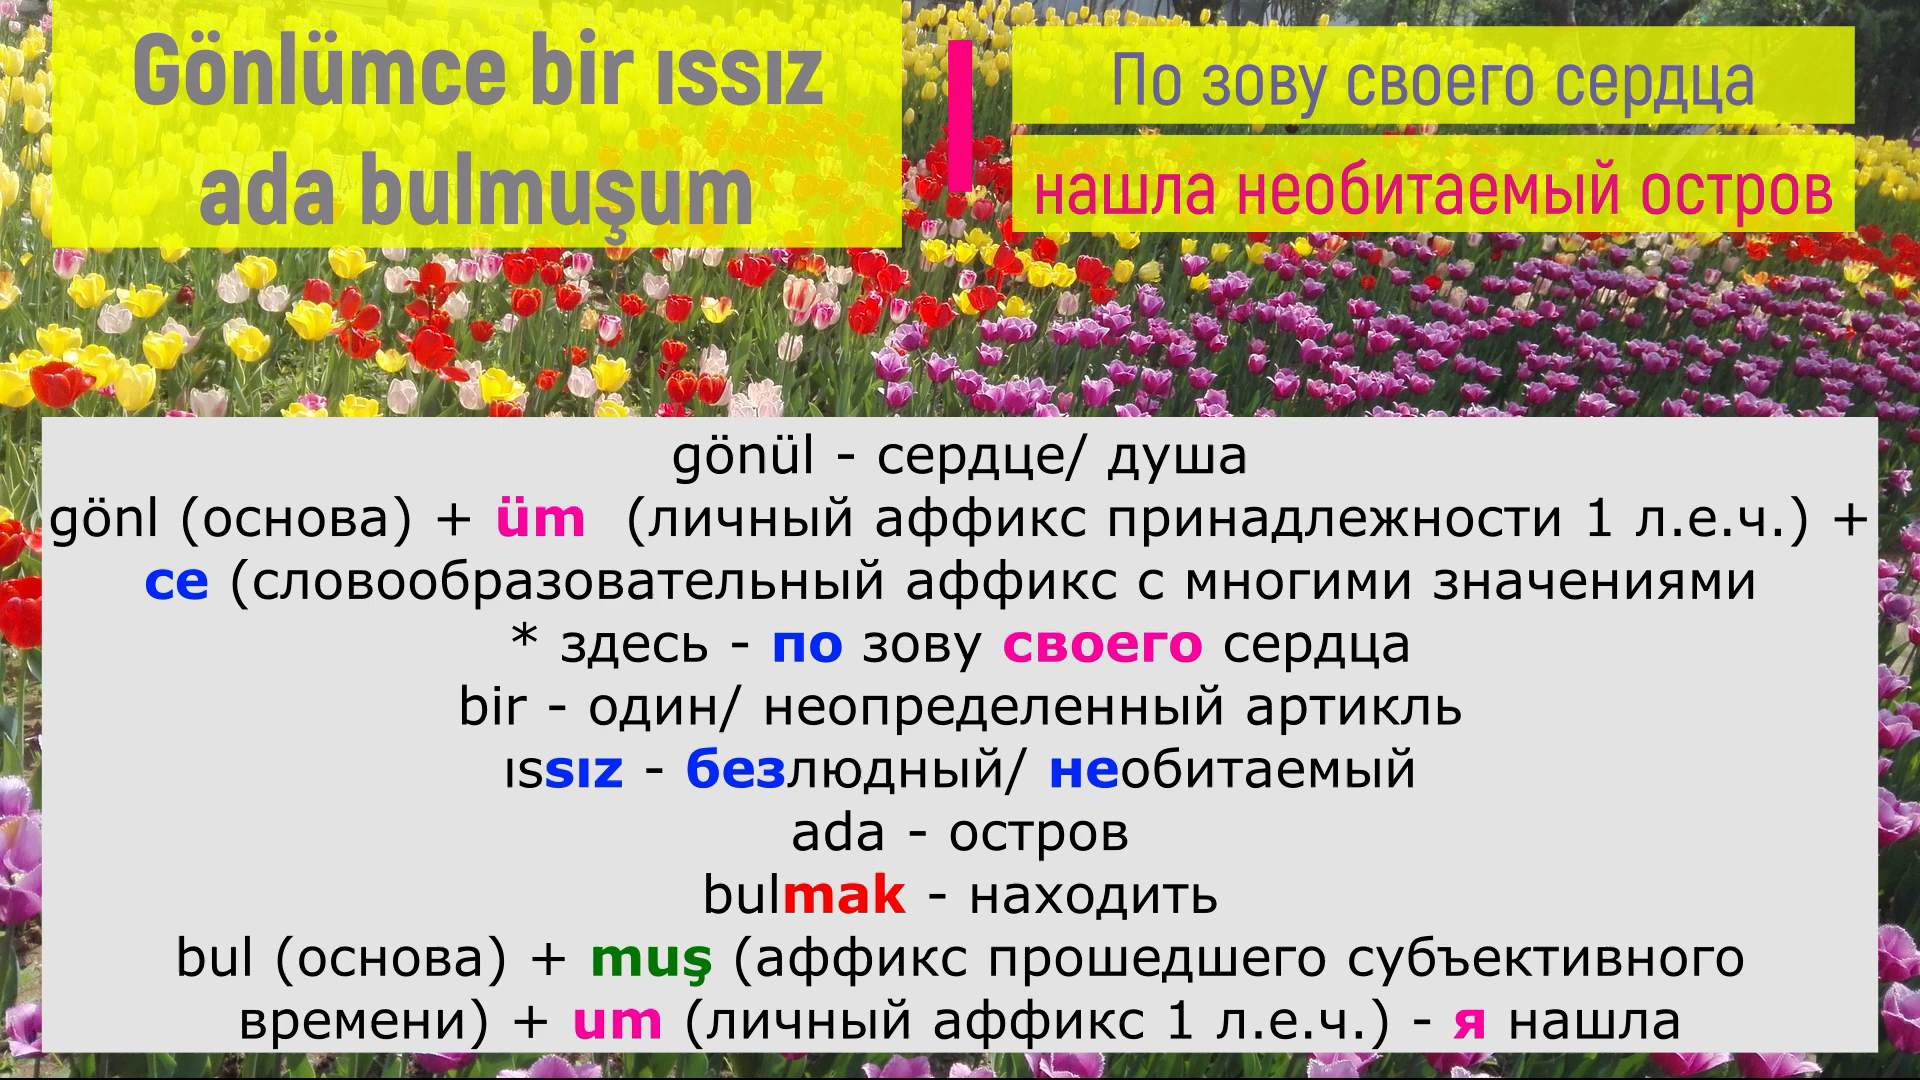 Gönlümce bir ıssız
ada bulmuşum
По зову своего сердца
нашла необитаемый остров
gönül - сердце/ душа
gönl (основа) + üm (личный аффикс принадлежности 1 л.е.ч.) +
ce (словообразовательный аффикс с многими значениями
* здесь - по зову своего сердца
bir - один/ неопределенный артикль
ıssız - безлюдный/ необитаемый
ada - остров
bulmak - находить
bul (основа) + muş (аффикс прошедшего субъективного
времени) + um (личный аффикс 1 л.е.ч.) - я нашла